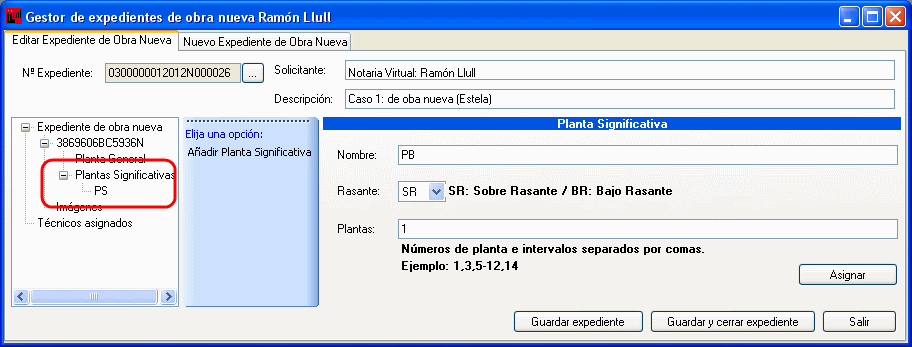 Gestor de expedientes de obra nueva Ramón Llull
Editar Expediente de Obra Nueva
Nuevo Expediente de Obra Nueva
Nº Expediente:
0300000012012N000026
...
Solicitante:
Notaria Virtual: Ramón Llull
Descripción:
Caso 1: de oba nueva (Estela)
Expediente de obra nueva
3869606BC5936N
Planta General
Plantas Significativas
PS
Imágenes
Técnicos asignados
Elija una opción:
Añadir Planta Significativa
Planta Significativa
Nombre:
PB
Rasante:
SR
SR: Sobre Rasante / BR: Bajo Rasante
Plantas:
1
Números de planta e intervalos separados por comas.
Ejemplo: 1,3,5-12,14
Asignar
Guardar expediente
Guardar y cerrar expediente
Salir